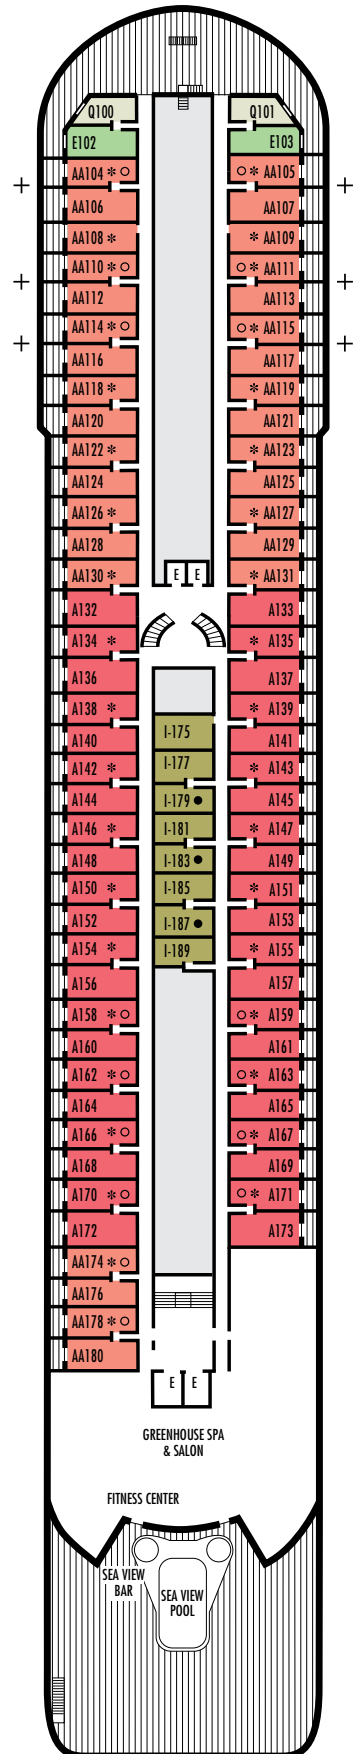 Q100 Q101
E102 E103
AA104 * ○ ○ * AA105
AA106 AA107
AA108 * * AA109
AA110 * ○ ○ * AA111
AA112 AA113
AA114 * ○ ○ * AA115
AA116 AA117
AA118 * * AA119
AA120 AA121
AA122 * * AA123
AA124 AA125
AA126 * * AA127
AA128 AA129
AA130 * * AA131
E E
A132 A133
A134 * * A135
A136 A137
A138 * * A139
I-175
A140 A141
A142 * I-177 * A143
A144 I-179 ● A145
A146 * I-181 * A147
A148 I-183 ● A149
A150 * I-185 * A151
A152 I-187 ● A153
A154 * I-189 * A155
A156 A157
A158 * ○ ○ * A159
A160 A161
A162 * ○ ○ * A163
A164 A165
A166 * ○ ○ * A167
A168 A169
A170 * ○ ○ * A171
A172 A173
AA174 * ○
AA176
AA178 * ○
AA180
E E
GREENHOUSE SPA
& SALON
FITNESS CENTER
SEA VIEW
BAR
SEA VIEW
POOL